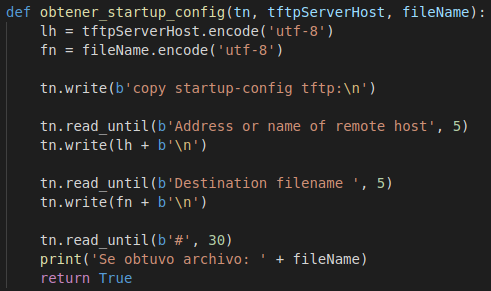 def obtener_startup_config(tn, tftpServerHost, fileName):
    lh = tftpServerHost.encode('utf-8')
    fn = fileName.encode('utf-8')

    tn.write(b'copy startup-config tftp:\n')

    tn.read_until(b'Address or name of remote host', 5)
    tn.write(lh + b'\n')

    tn.read_until(b'Destination filename ', 5)
    tn.write(fn + b'\n')

    tn.read_until(b'#', 30)
    print('Se obtuvo archivo: ' + fileName)
    return True